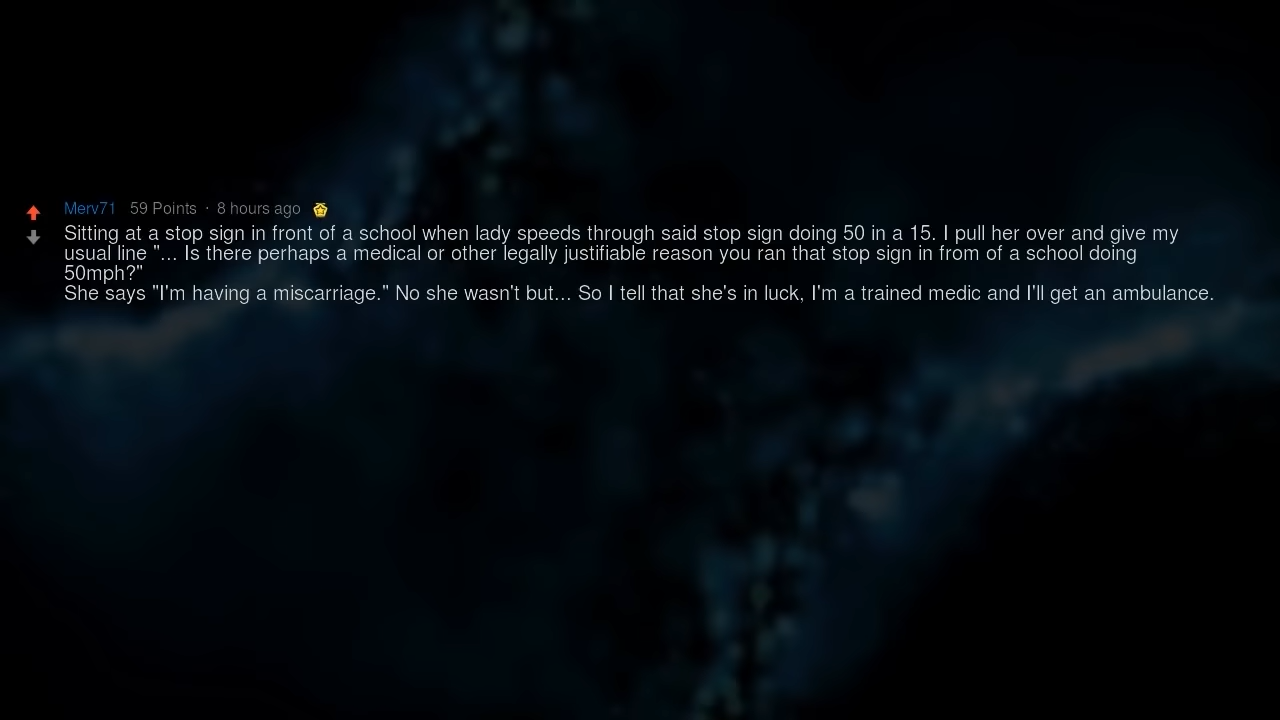 Merv71 59 Points · 8 hours ago
Sitting at a stop sign in front of a school when lady speeds through said stop sign doing 50 in a 15. I pull her over and give my
usual line "... Is there perhaps a medical or other legally justifiable reason you ran that stop sign in from of a school doing
50mph?"
She says "I'm having a miscarriage." No she wasn't but... So I tell that she's in luck, I'm a trained medic and I'll get an ambulance.